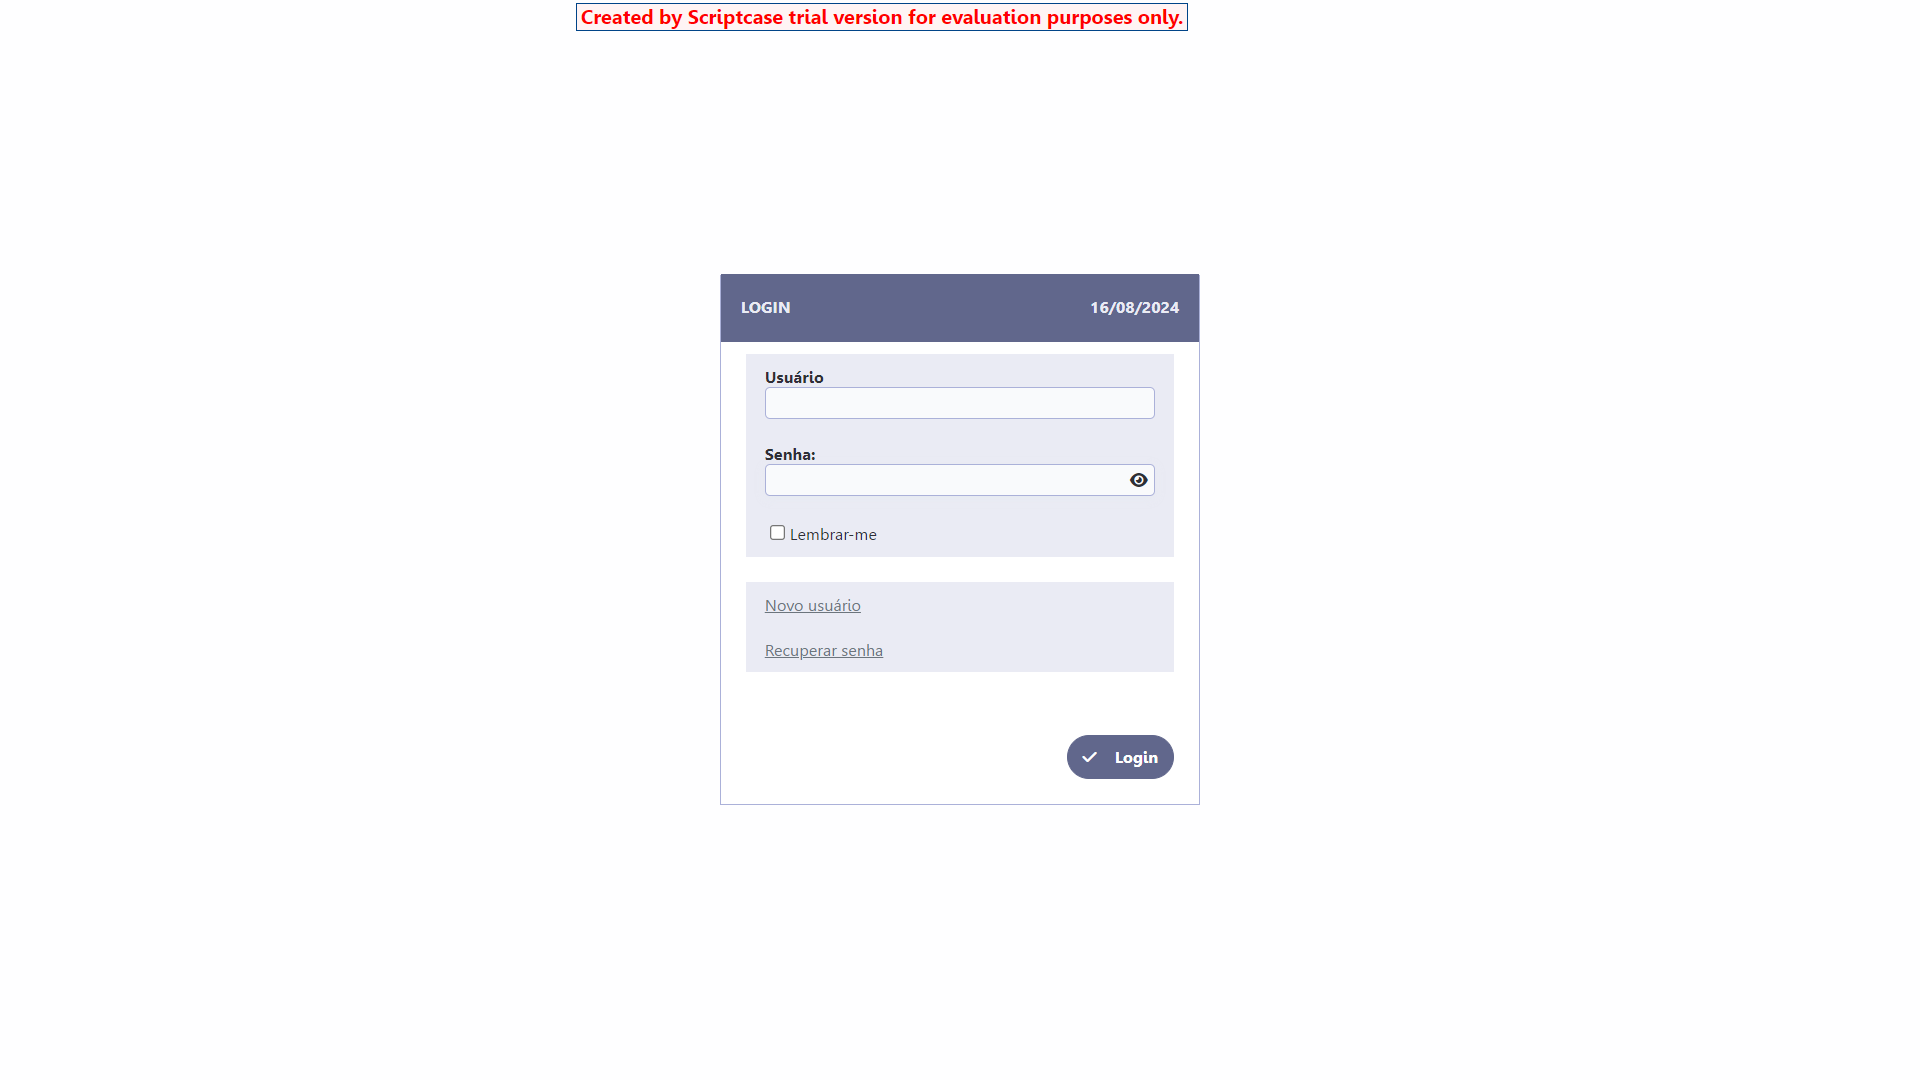 Created by Scriptcase trial version for evaluation purposes only.
LOGIN 16/08/2024
Usuário
Senha:
Lembrar-me
Novo usuário
Recuperar senha
Login